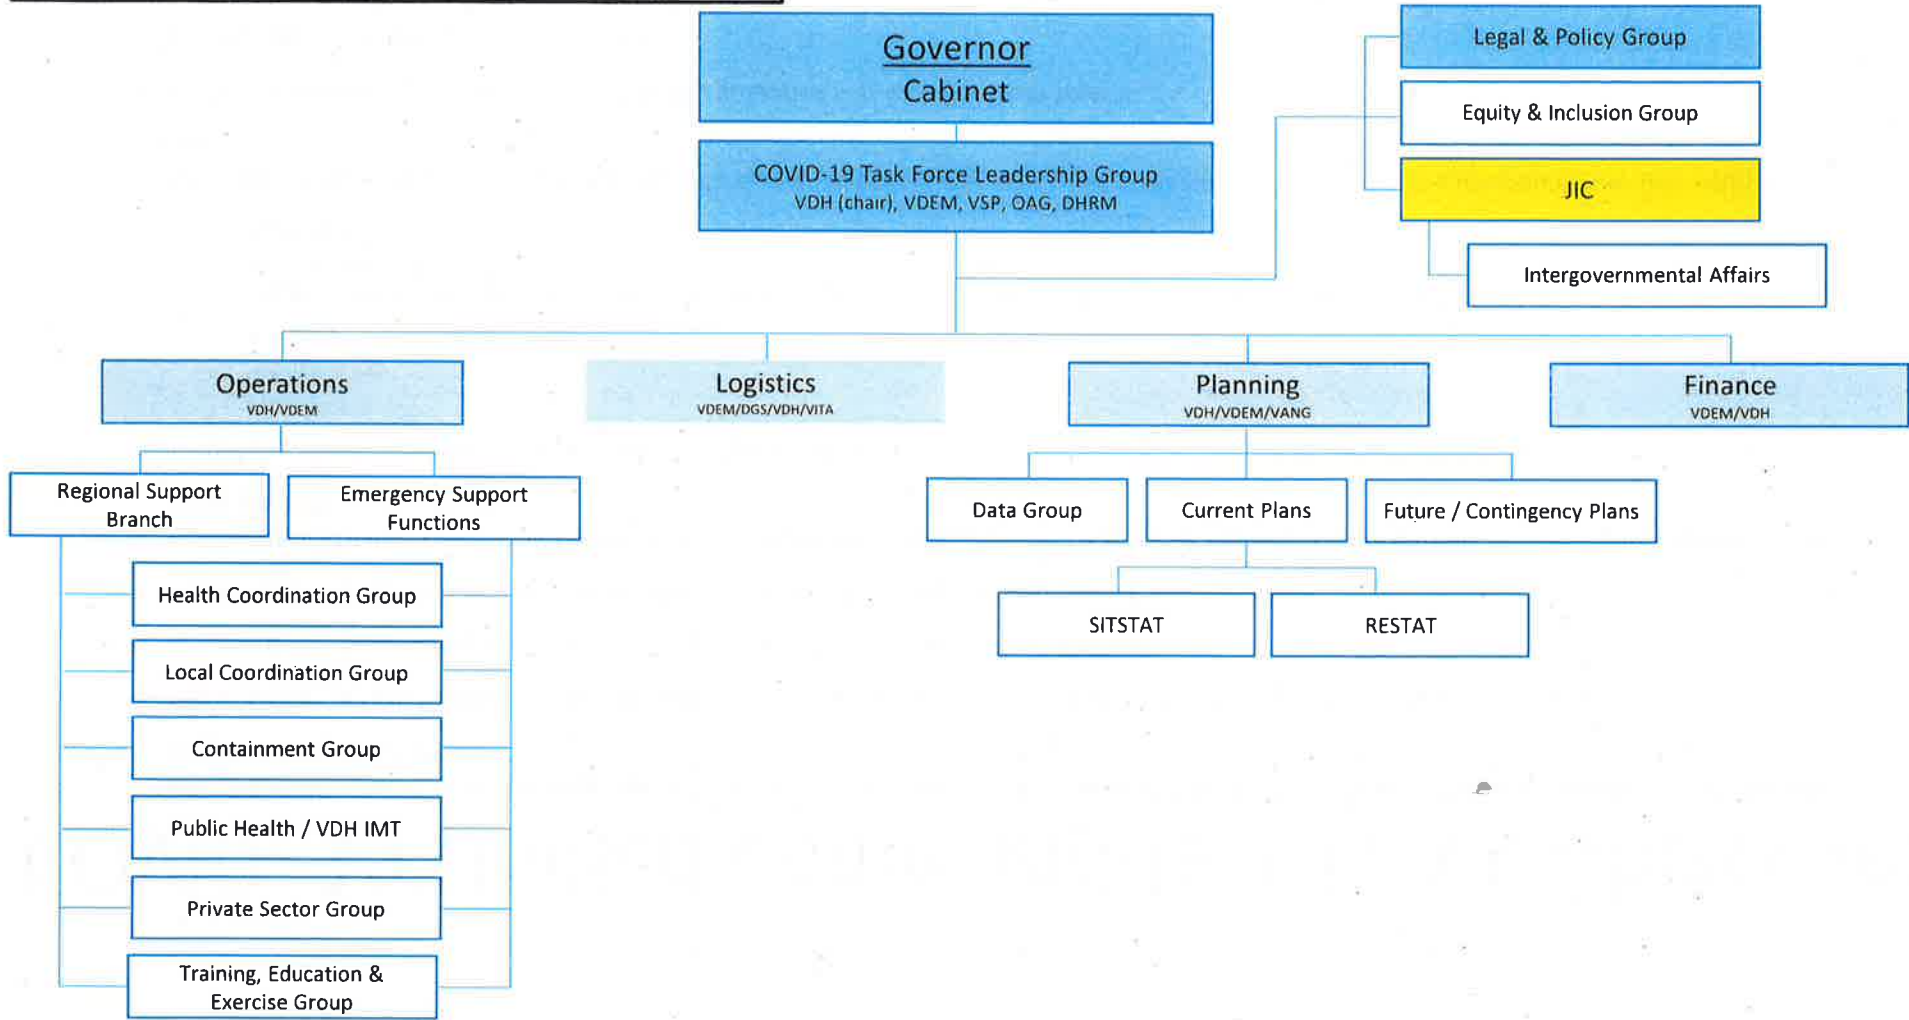 Governor
Cabinet
COVID-19 Task Force Leadership Group
VDH (chair), VDEM, VSP, OAG, DHRM
Legal & Policy Group
Equity & Inclusion Group
JIC
Intergovernmental Affairs
Operations
VDH/VDEM
Logistics
VDEM/DGS/VDH/VITA
Planning
VDH/VDEM/VANG
Finance
VDEM/VDH
Regional Support
Branch
Emergency Support
Functions
Data Group
Current Plans
Future / Contingency Plans
SITSTAT
RESTAT
Health Coordination Group
Local Coordination Group
Containment Group
Public Health / VDH IMT
Private Sector Group
Training, Education &
Exercise Group